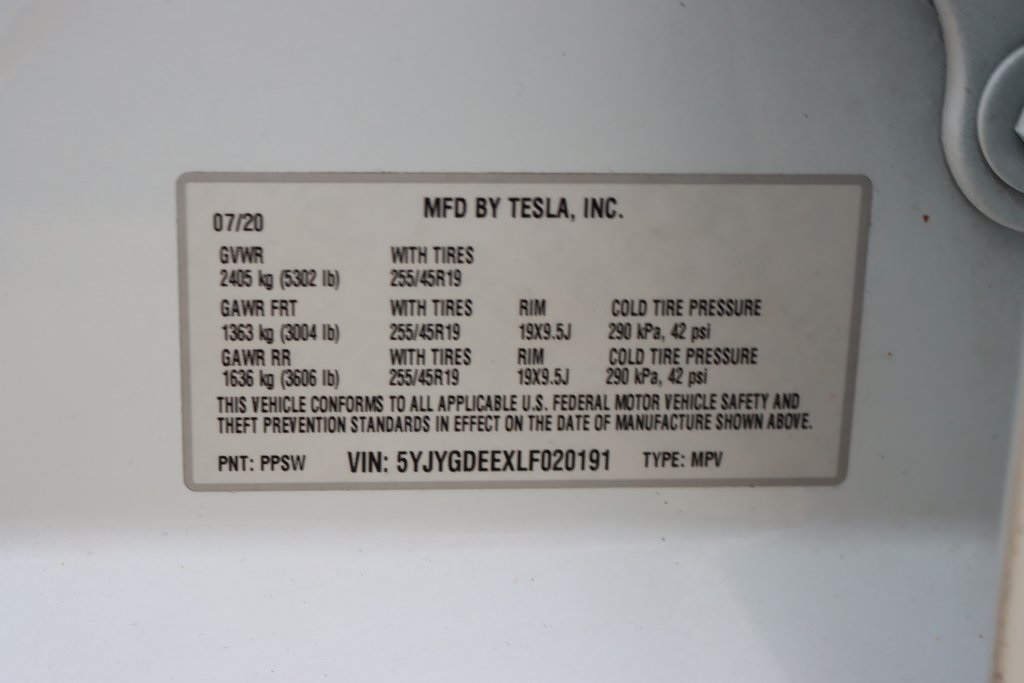 MFD BY TESLA, INC.
07/20
GVWR WITH TIRES
2405 kg (5302 lb) 255/45R19
GAWR FRT WITH TIRES RIM COLD TIRE PRESSURE
1363 kg (3004 lb) 255/45R19 19X9.5J 290 kPa, 42 psi
GAWR RR WITH TIRES RIM COLD TIRE PRESSURE
1636 kg (3606 lb) 255/45R19 19X9.5J 290 kPa, 42 psi
THIS VEHICLE CONFORMS TO ALL APPLICABLE U.S. FEDERAL MOTOR VEHICLE SAFETY AND
THEFT PREVENTION STANDARDS IN EFFECT ON THE DATE OF MANUFACTURE SHOWN ABOVE.
PNT: PPSW VIN: 5YJYGDEEXLF020191 TYPE: MPV